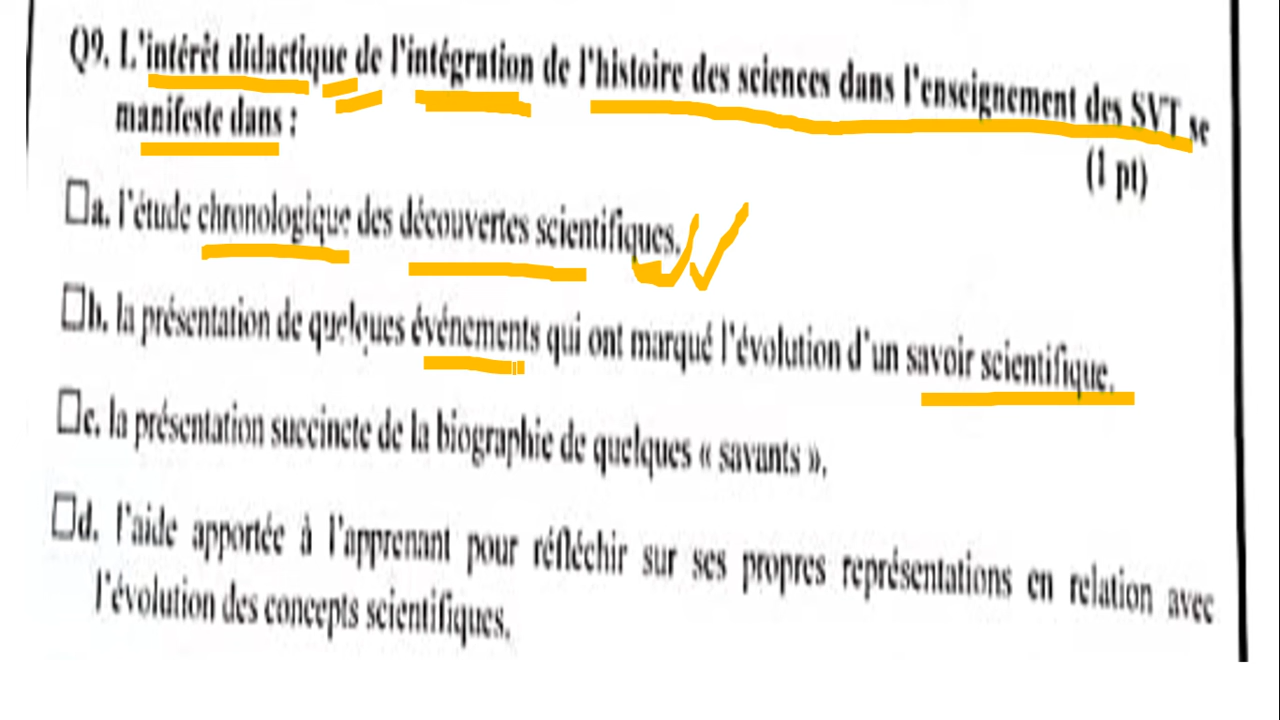 Q9. L'intérêt didactique de l'intégration de l'histoire des sciences dans l'enseignement des SVT se
manifeste dans :
(1 pt)
☐a. l'étude chronologique des découvertes scientifiques.
☐b. la présentation de quelques événements qui ont marqué l'évolution d'un savoir scientifique.
☐c. la présentation succincte de la biographie de quelques « savants ».
☐d. l'aide apportée à l'apprenant pour réfléchir sur ses propres représentations en relation avec
l'évolution des concepts scientifiques.